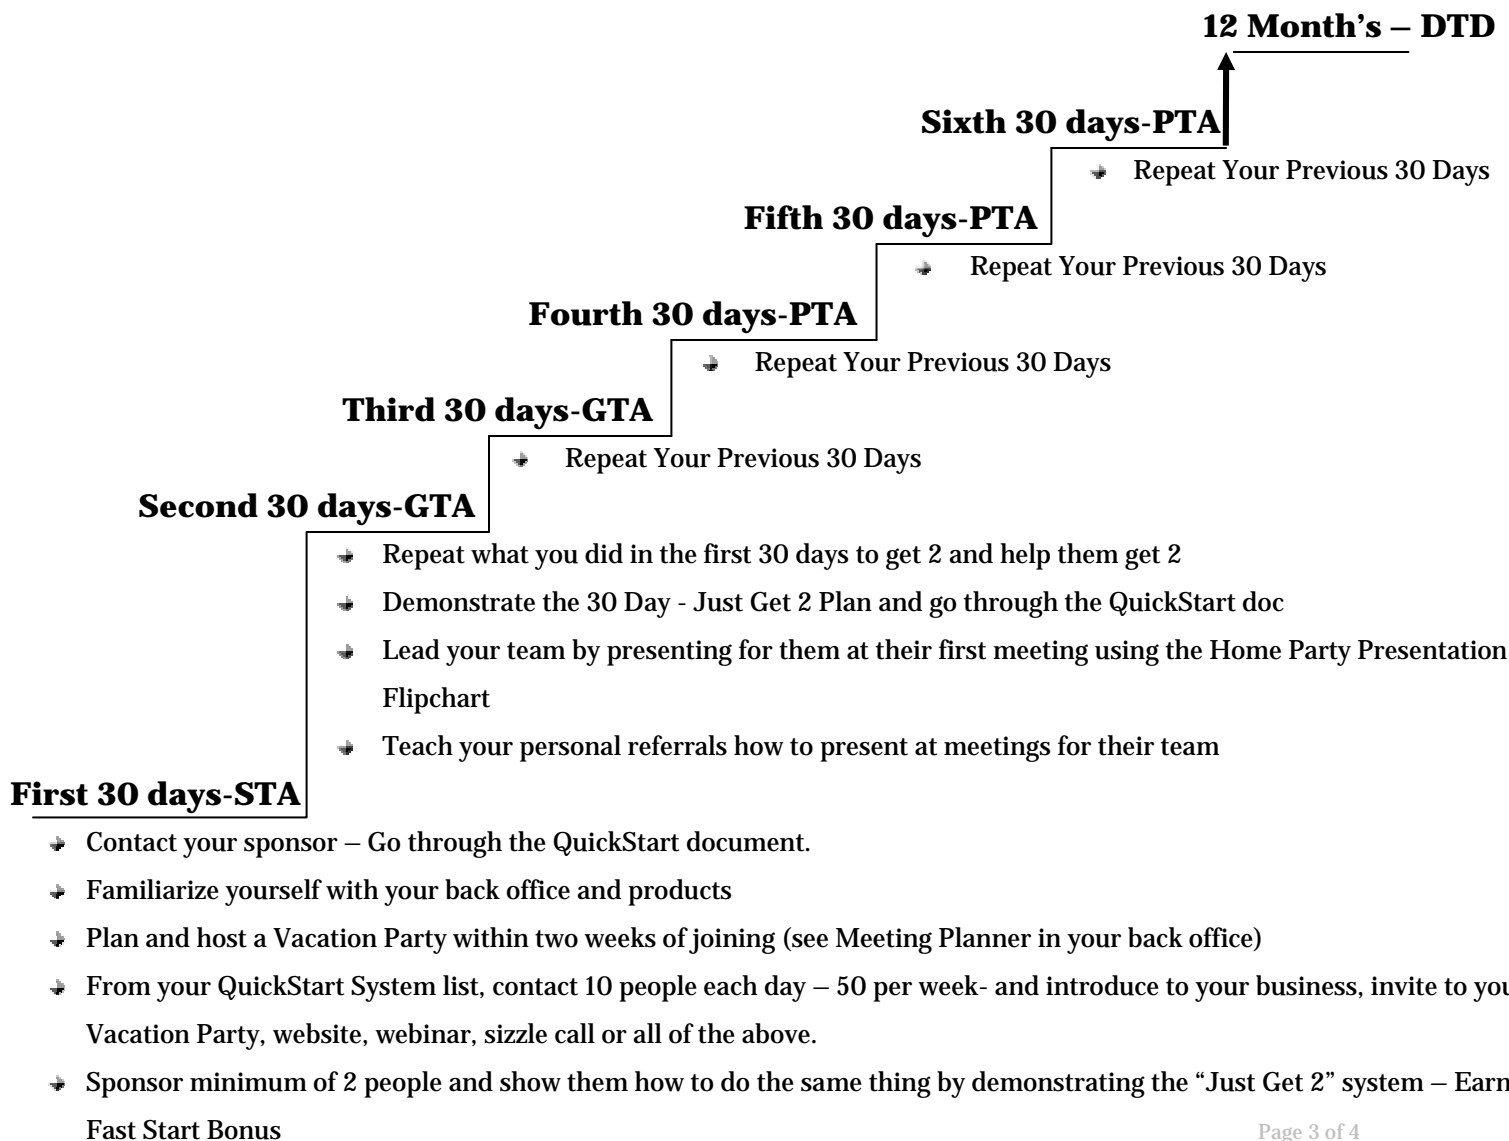 12 Month's – DTD
Sixth 30 days-PTA
Repeat Your Previous 30 Days
Fifth 30 days-PTA
Repeat Your Previous 30 Days
Fourth 30 days-PTA
Repeat Your Previous 30 Days
Third 30 days-GTA
Repeat Your Previous 30 Days
Second 30 days-GTA
Repeat what you did in the first 30 days to get 2 and help them get 2
Demonstrate the 30 Day - Just Get 2 Plan and go through the QuickStart doc
Lead your team by presenting for them at their first meeting using the Home Party Presentation
Flipchart
Teach your personal referrals how to present at meetings for their team
First 30 days-STA
Contact your sponsor – Go through the QuickStart document.
Familiarize yourself with your back office and products
Plan and host a Vacation Party within two weeks of joining (see Meeting Planner in your back office)
From your QuickStart System list, contact 10 people each day – 50 per week- and introduce to your business, invite to you
Vacation Party, website, webinar, sizzle call or all of the above.
Sponsor minimum of 2 people and show them how to do the same thing by demonstrating the “Just Get 2” system – Earn
Fast Start Bonus
Page 3 of 4